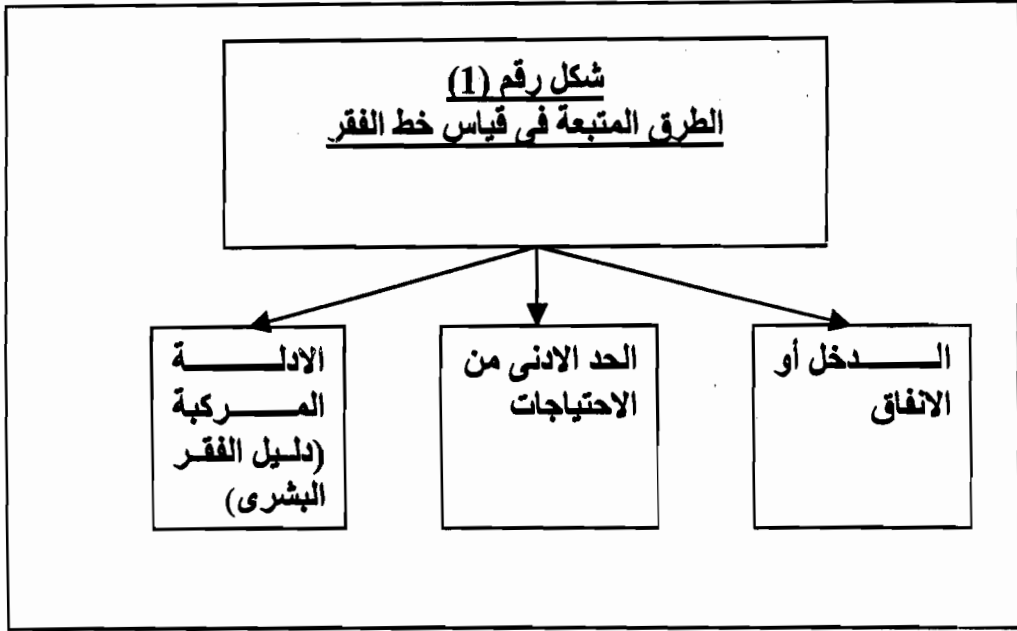 شكل رقم (1)
الطرق المتبعة فى قياس خط الفقر
الدخل أو
الانفاق
الحد الادنى من
الاحتياجات
الادلة
المركبة
(دليل الفقر
البشرى)